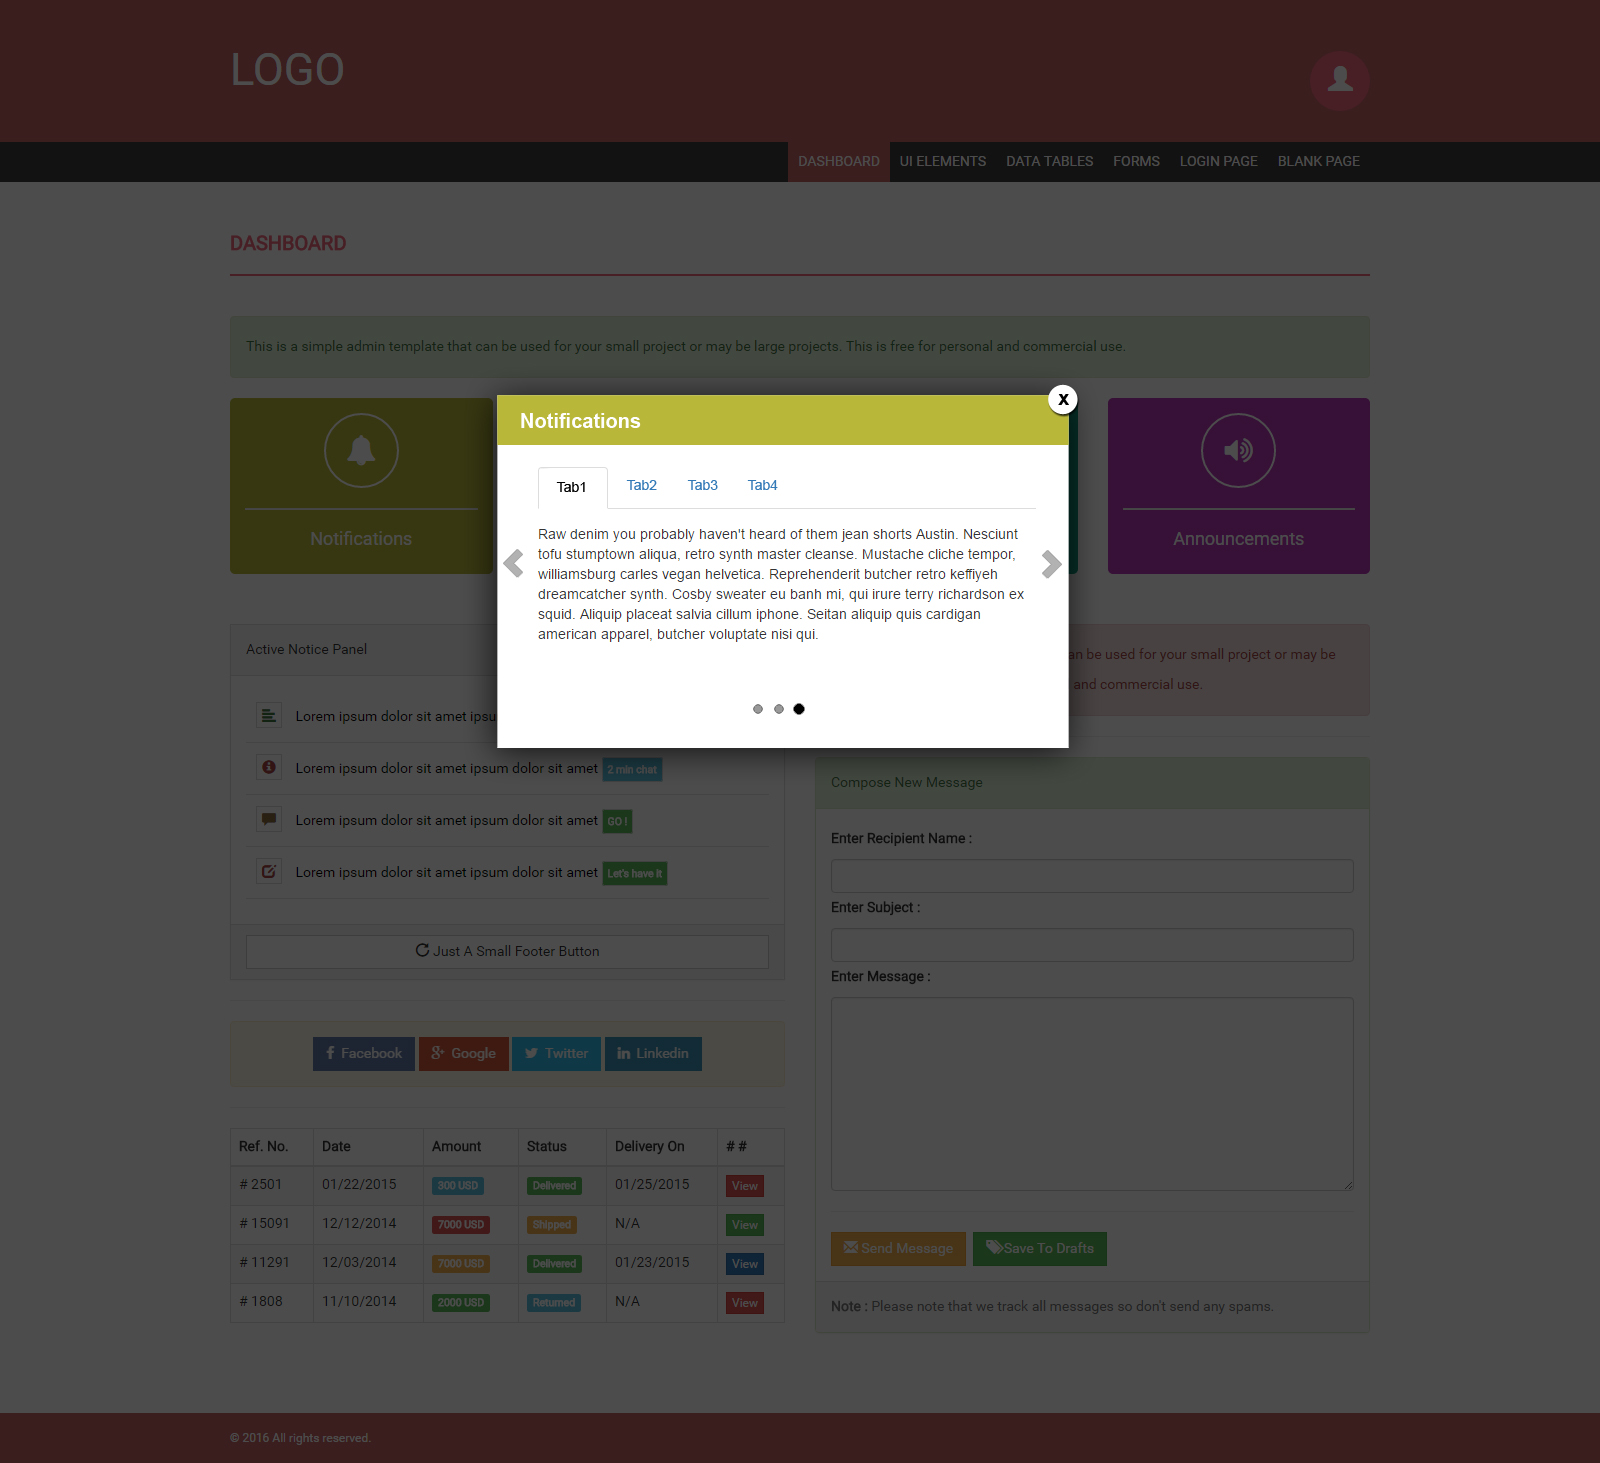 LOGO
DASHBOARD UI ELEMENTS DATA TABLES FORMS LOGIN PAGE BLANK PAGE
DASHBOARD
This is a simple admin template that can be used for your small project or may be large projects. This is free for personal and commercial use.
Notifications
Announcements
x
Notifications
Tab1 Tab2 Tab3 Tab4
Raw denim you probably haven't heard of them jean shorts Austin. Nesciunt
tofu stumptown aliqua, retro synth master cleanse. Mustache cliche tempor,
williamsburg carles vegan helvetica. Reprehenderit butcher retro keffiyeh
dreamcatcher synth. Cosby sweater eu banh mi, qui irure terry richardson ex
squid. Aliquip placeat salvia cillum iphone. Seitan aliquip quis cardigan
american apparel, butcher voluptate nisi qui.
Active Notice Panel
Lorem ipsum dolor sit amet ipsu
Lorem ipsum dolor sit amet ipsum dolor sit amet 2 min chat
Lorem ipsum dolor sit amet ipsum dolor sit amet GO !
Lorem ipsum dolor sit amet ipsum dolor sit amet Let's have it
Just A Small Footer Button
Facebook Google Twitter Linkedin
Ref. No. Date Amount Status Delivery On # #
# 2501 01/22/2015 300 USD Delivered 01/25/2015 View
# 15091 12/12/2014 7000 USD Shipped N/A View
# 11291 12/03/2014 7000 USD Delivered 01/23/2015 View
# 1808 11/10/2014 2000 USD Returned N/A View
an be used for your small project or may be
and commercial use.
Compose New Message
Enter Recipient Name :
Enter Subject :
Enter Message :
Send Message Save To Drafts
Note : Please note that we track all messages so don't send any spams.
© 2016 All rights reserved.